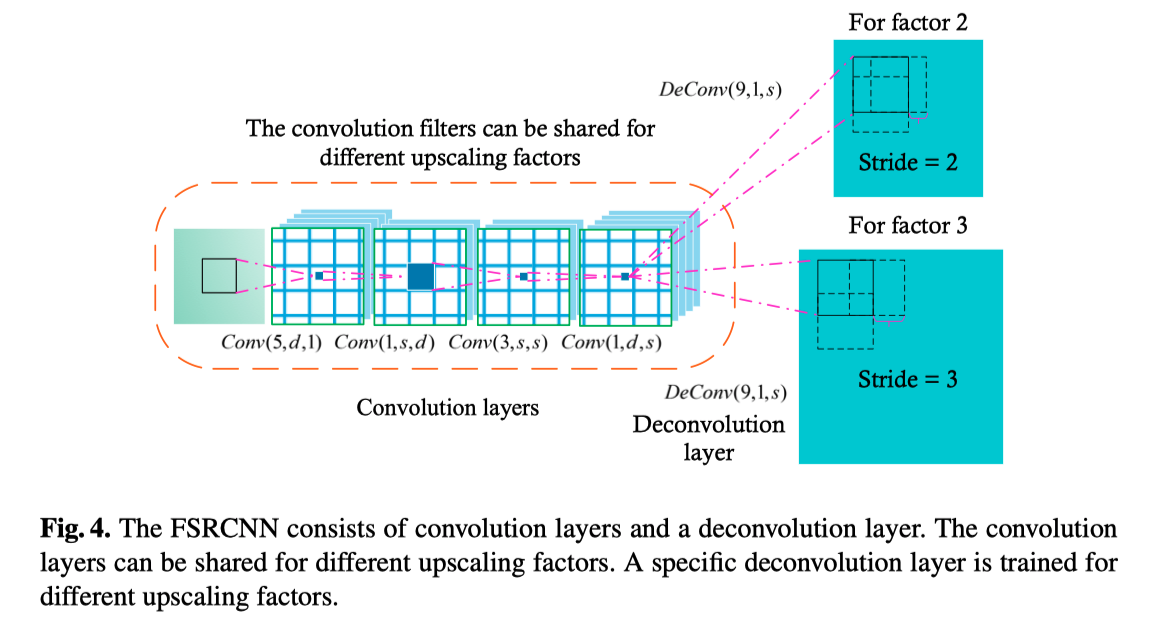 For factor 2
DeConv(9,1,s)
The convolution filters can be shared for
different upscaling factors
Stride = 2
For factor 3
Conv(5,d,1) Conv(1,s,d) Conv(3,s,s) Conv(1,d,s)
Stride = 3
DeConv(9,1,s)
Convolution layers
Deconvolution
layer
Fig. 4. The FSRCNN consists of convolution layers and a deconvolution layer. The convolution
layers can be shared for different upscaling factors. A specific deconvolution layer is trained for
different upscaling factors.